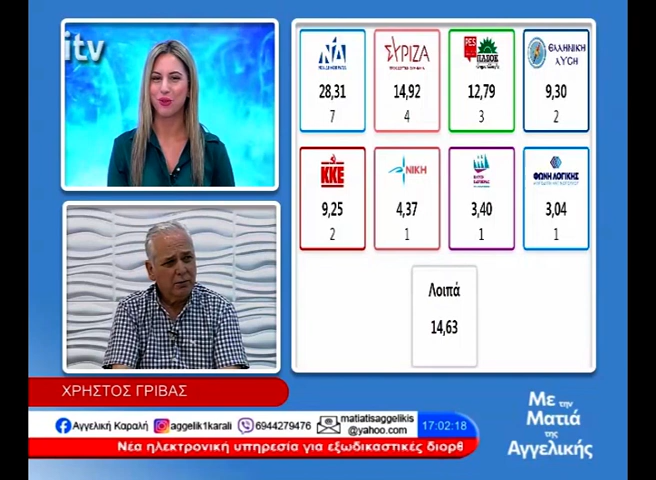 itv
ΝΔ
28,31
7
ΣΥΡΙΖΑ
14,92
4
PES
ΠΑΣΟΚ
12,79
3
ΕΛΛΗΝΙΚΗ
ΛΥΣΗ
9,30
2
ΚΚΕ
9,25
2
ΝΙΚΗ
4,37
1
3,40
1
ΦΩΝΗ ΛΟΓΙΚΗΣ
3,04
1
Λοιπά
14,63
ΧΡΗΣΤΟΣ ΓΡΙΒΑΣ
Αγγελική Καραλή
aggelik1karali
6944279476
matiatisaggelikis
@yahoo.com
17:02:18
Νέα ηλεκτρονική υπηρεσία για εξωδικαστικές διορθ
Με την
Ματιά
της
Αγγελικής